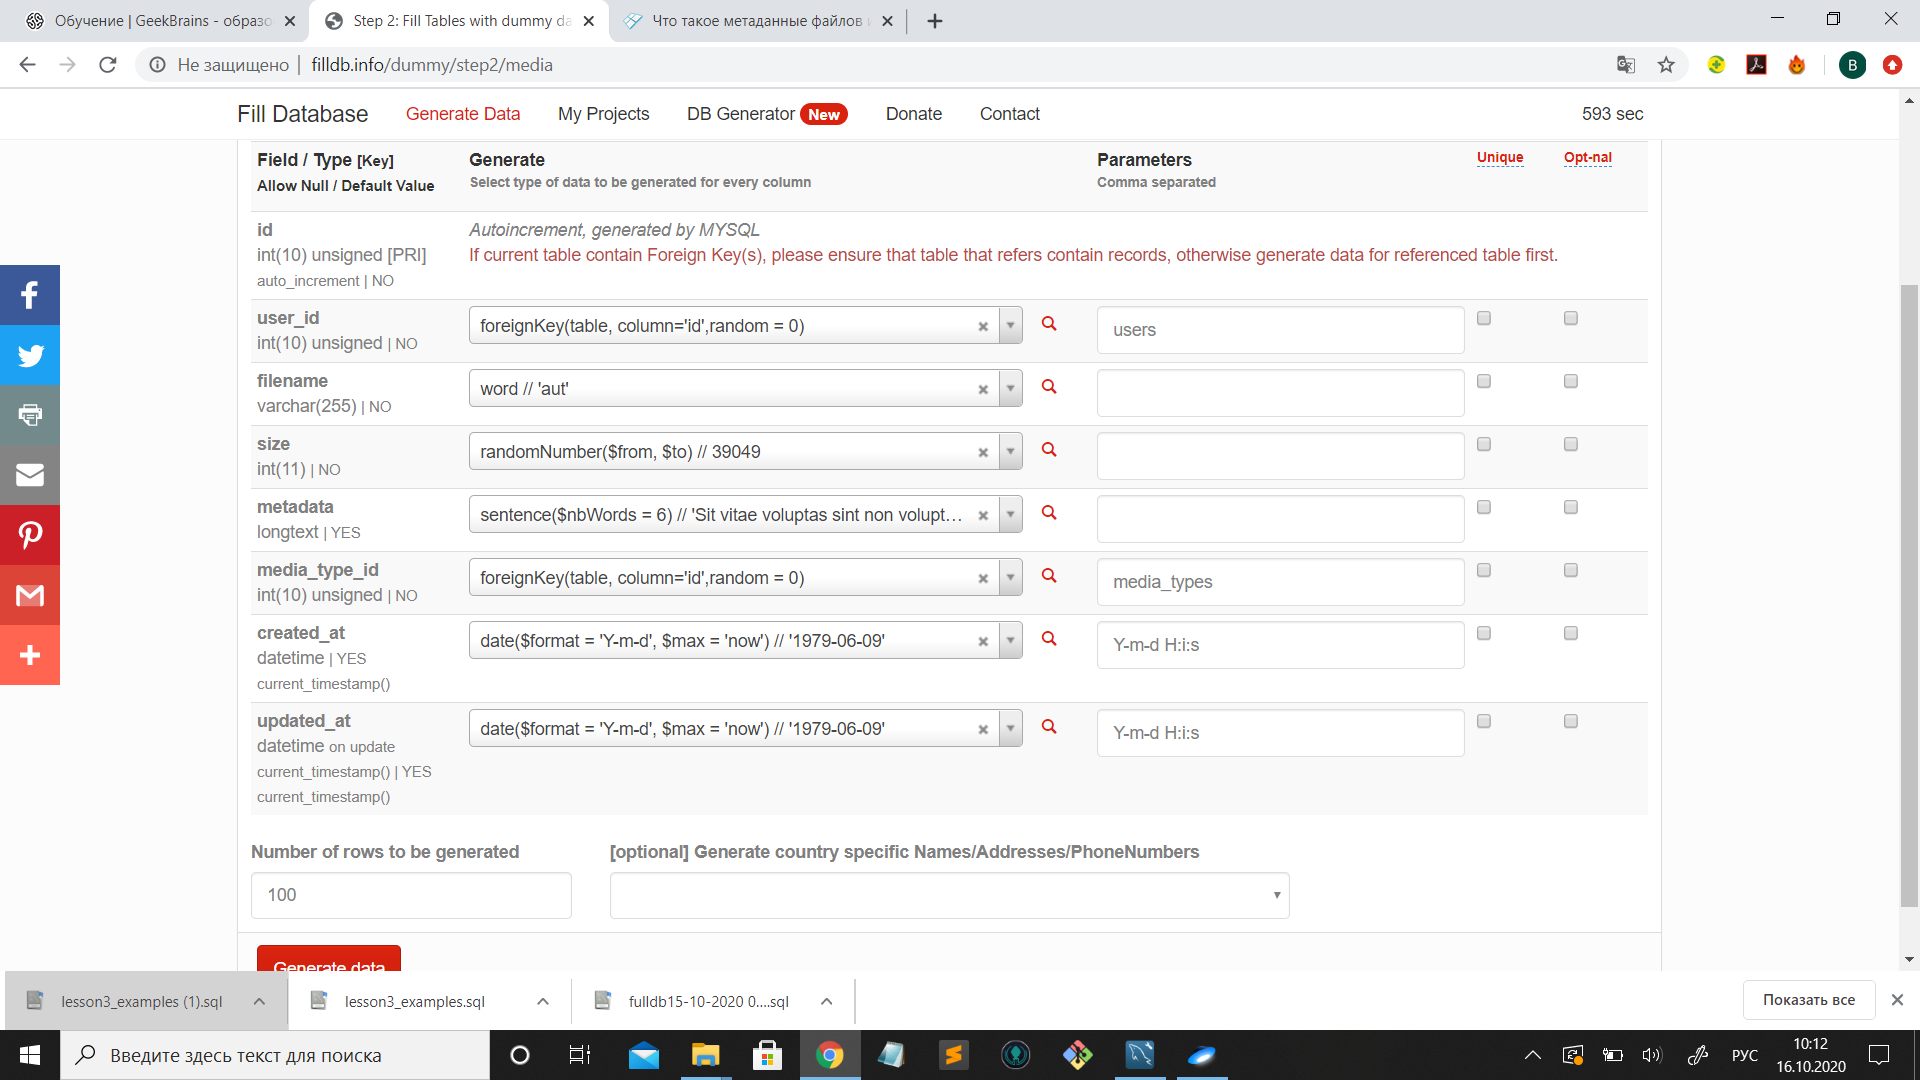 Обучение | GeekBrains - образо
Step 2: Fill Tables with dummy da
Что такое метаданные файлов и
Не защищено | filldb.info/dummy/step2/media
B
Fill Database
Generate Data
My Projects
DB Generator New
Donate
Contact
593 sec
Field / Type [Key]
Allow Null / Default Value
Generate
Select type of data to be generated for every column
Parameters
Comma separated
Unique
Opt-nal
id
int(10) unsigned [PRI]
auto_increment | NO
Autoincrement, generated by MYSQL
If current table contain Foreign Key(s), please ensure that table that refers contain records, otherwise generate data for referenced table first.
user_id
int(10) unsigned | NO
foreignKey(table, column='id',random = 0)
users
filename
varchar(255) | NO
word // 'aut'
size
int(11) | NO
randomNumber($from, $to) // 39049
metadata
longtext | YES
sentence($nbWords = 6) // 'Sit vitae voluptas sint non volupt…
media_type_id
int(10) unsigned | NO
foreignKey(table, column='id',random = 0)
media_types
created_at
datetime | YES
current_timestamp()
date($format = 'Y-m-d', $max = 'now') // '1979-06-09'
Y-m-d H:i:s
updated_at
datetime on update
current_timestamp() | YES
current_timestamp()
date($format = 'Y-m-d', $max = 'now') // '1979-06-09'
Y-m-d H:i:s
Number of rows to be generated
100
[optional] Generate country specific Names/Addresses/PhoneNumbers
Generate data
lesson3_examples (1).sql
lesson3_examples.sql
fulldb15-10-2020 0....sql
Показать все
Введите здесь текст для поиска
РУС
10:12
16.10.2020